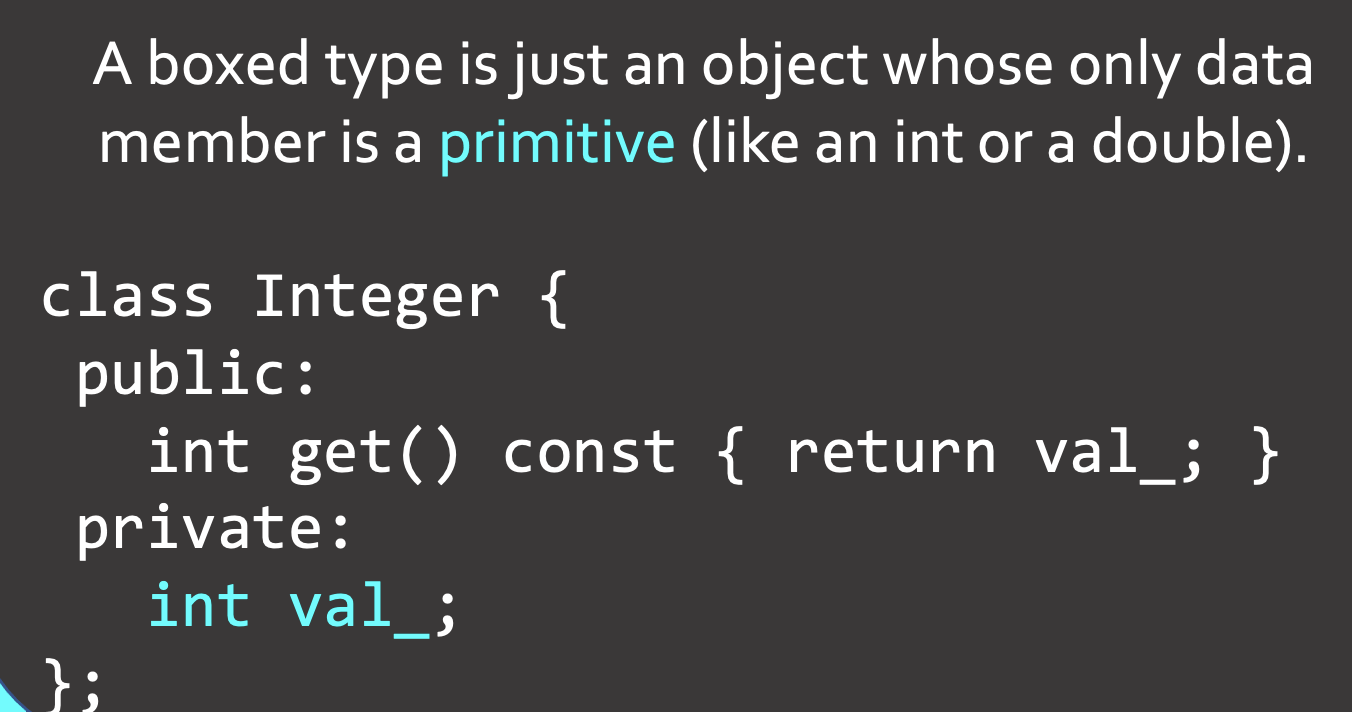 A boxed type is just an object whose only data
member is a primitive (like an int or a double).
class Integer {
 public:
   int get() const { return val_; }
 private:
   int val_;
};